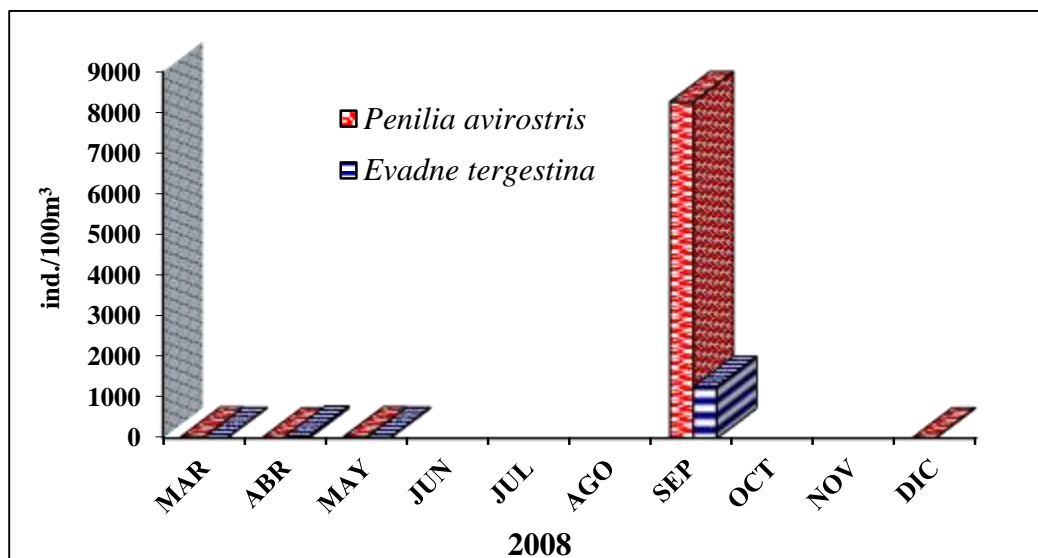 9000
8000
7000
6000
5000
4000
3000
2000
1000
0
ind./100m³
Penilia avirostris
Evadne tergestina
MAR ABR MAY JUN JUL AGO SEP OCT NOV DIC
2008